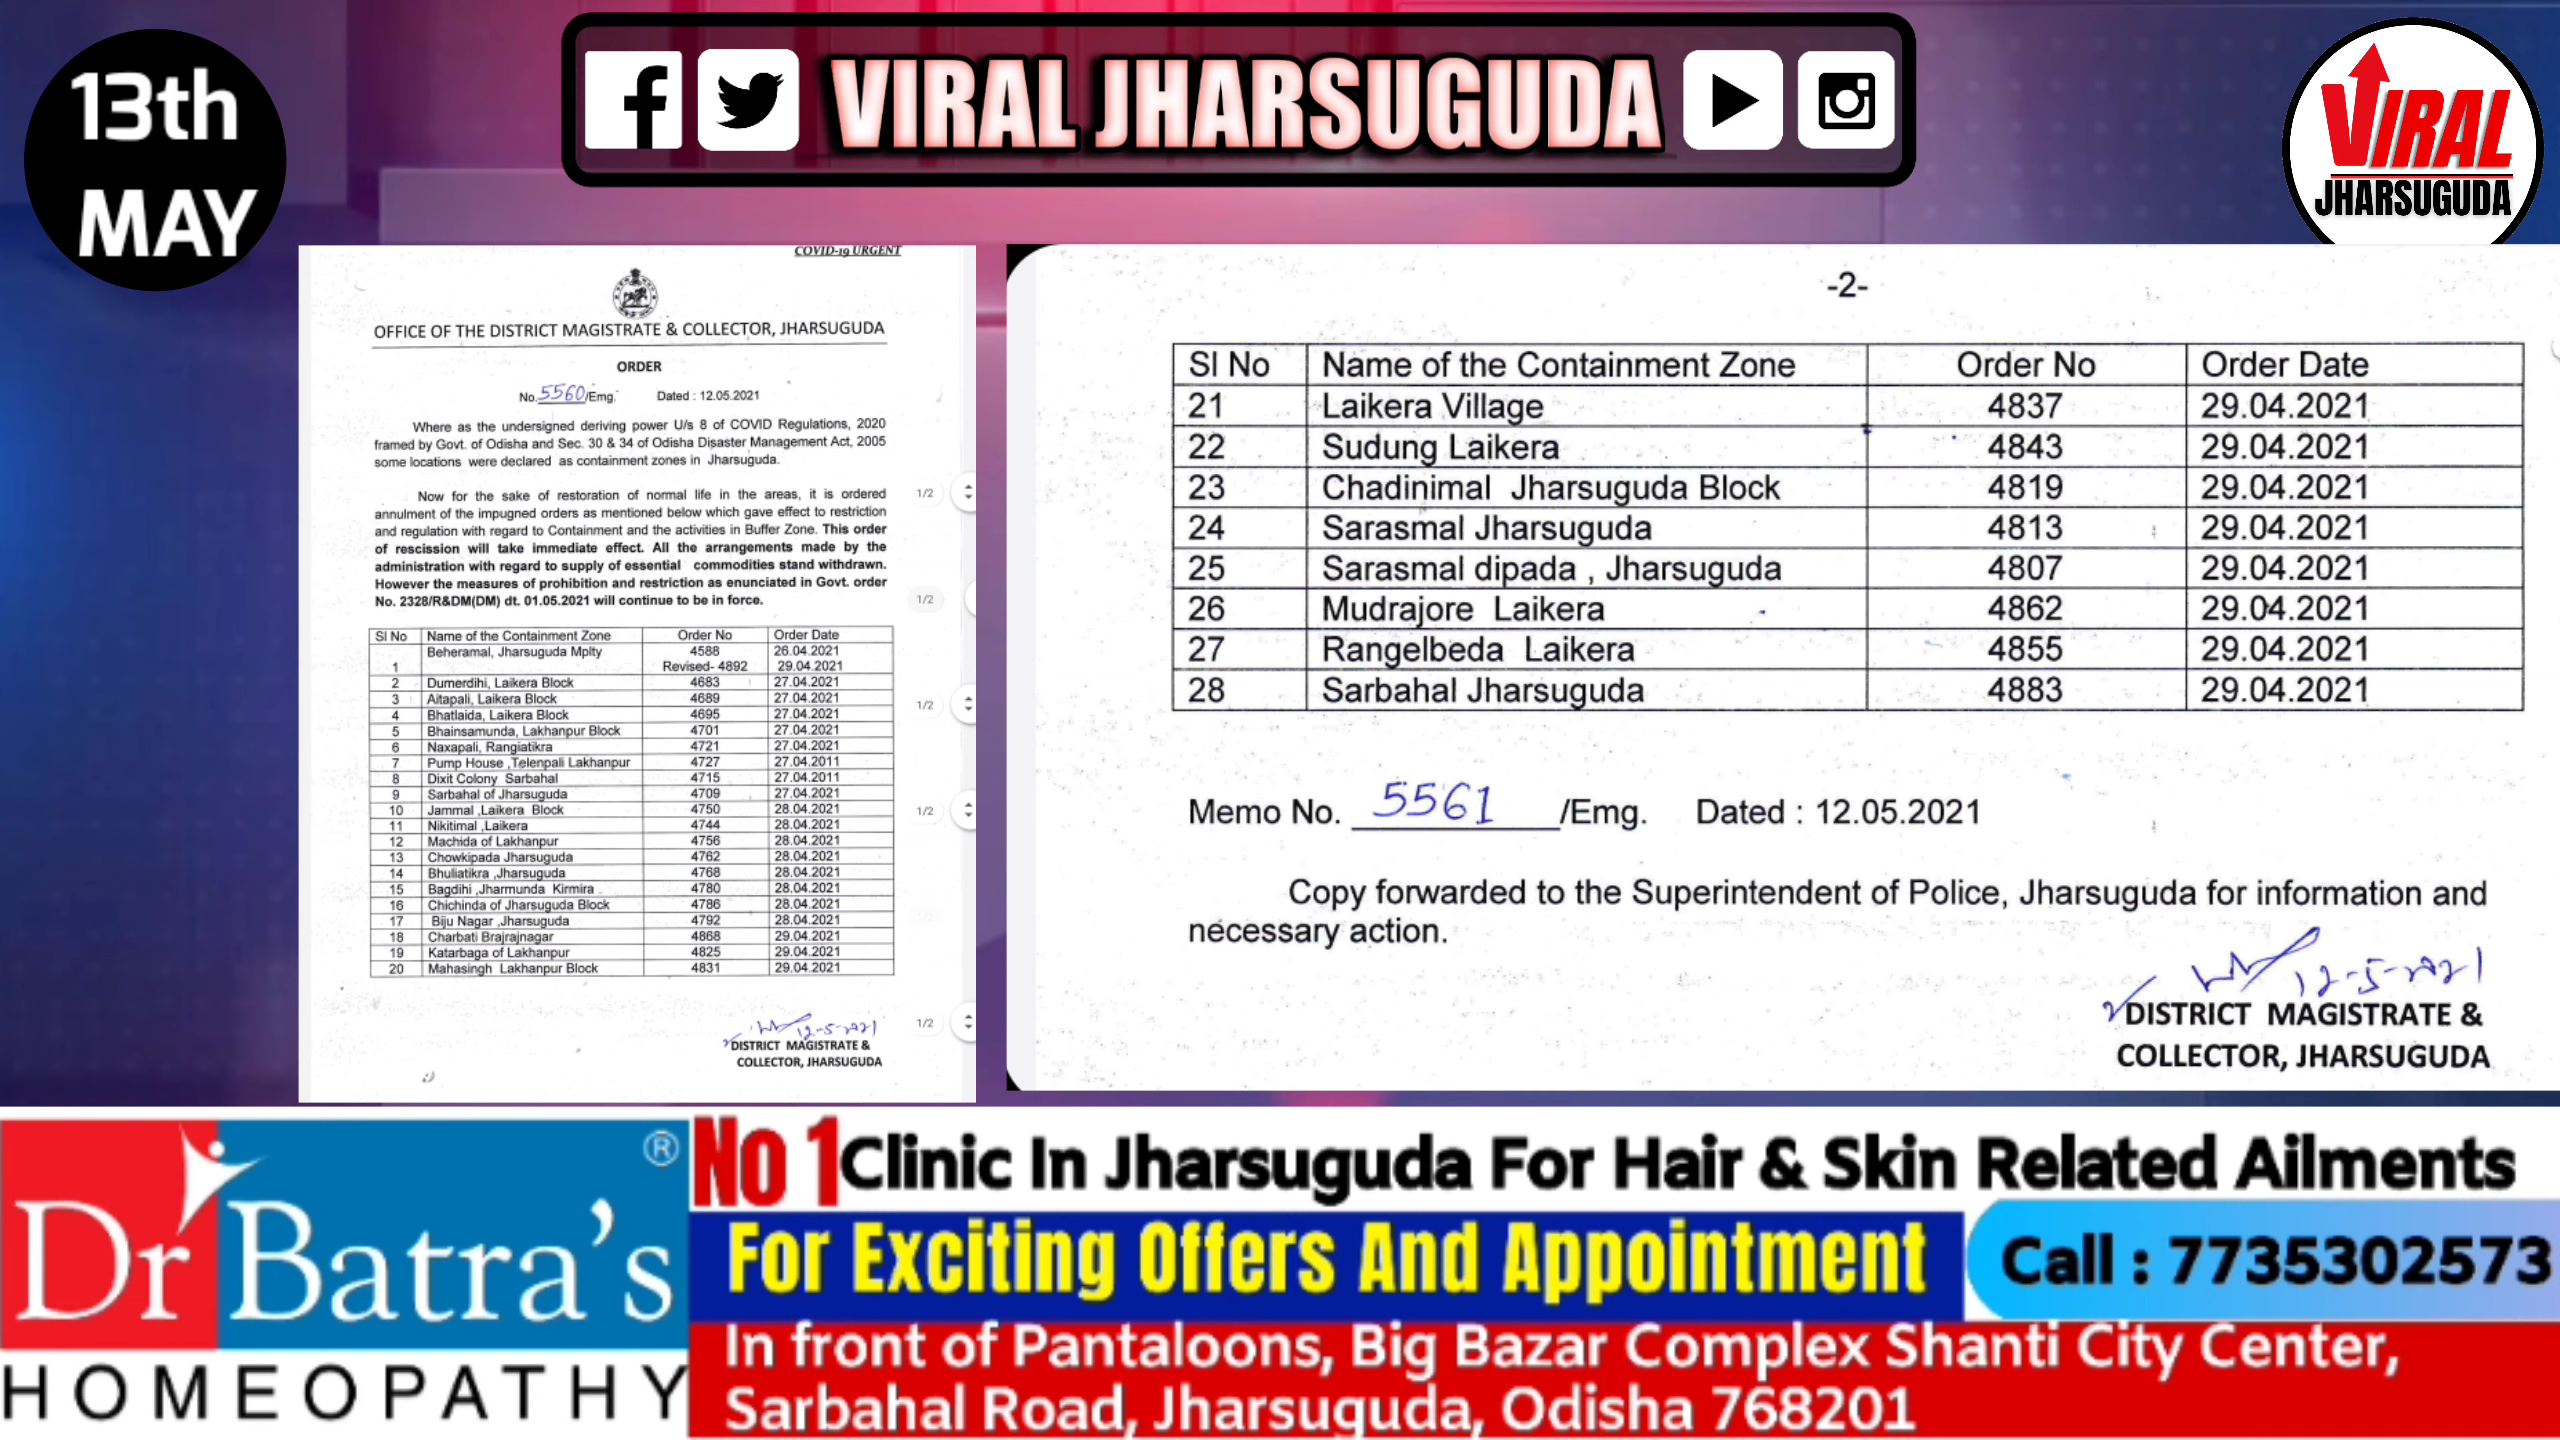 13th
MAY
VIRAL JHARSUGUDA
VIRAL
JHARSUGUDA
COVID-19 URGENT
OFFICE OF THE DISTRICT MAGISTRATE & COLLECTOR, JHARSUGUDA
ORDER
No. 5560/Emg. Dated : 12.05.2021
Where as the undersigned deriving power U/s 8 of COVID Regulations, 2020
framed by Govt. of Odisha and Sec. 30 & 34 of Odisha Disaster Management Act, 2005
some locations were declared as containment zones in Jharsuguda.
Now for the sake of restoration of normal life in the areas, it is ordered
annulment of the impugned orders as mentioned below which gave effect to restriction
and regulation with regard to Containment and the activities in Buffer Zone. This order
of rescission will take immediate effect. All the arrangements made by the
administration with regard to supply of essential commodities stand withdrawn.
However the measures of prohibition and restriction as enunciated in Govt. order
No. 2328/R&DM(DM) dt. 01.05.2021 will continue to be in force.
Sl No Name of the Containment Zone Order No Order Date
Beheramal, Jharsuguda Mplty 4588 26.04.2021
1 Revised- 4892 29.04.2021
2 Dumerdihi, Laikera Block 4683 27.04.2021
3 Aitapali, Laikera Block 4689 27.04.2021
4 Bhatlaida, Laikera Block 4695 27.04.2021
5 Bhainsamunda, Lakhanpur Block 4701 27.04.2021
6 Naxapali, Rangiatikra 4721 27.04.2021
7 Pump House ,Telenpali Lakhanpur 4727 27.04.2011
8 Dixit Colony Sarbahal 4715 27.04.2011
9 Sarbahal of Jharsuguda 4709 27.04.2021
10 Jammal ,Laikera Block 4750 28.04.2021
11 Nikitimal ,Laikera 4744 28.04.2021
12 Machida of Lakhanpur 4756 28.04.2021
13 Chowkipada Jharsuguda 4762 28.04.2021
14 Bhuliatikra ,Jharsuguda 4768 28.04.2021
15 Bagdihi ,Jharmunda Kirmira 4780 28.04.2021
16 Chichinda of Jharsuguda Block 4786 28.04.2021
17 Biju Nagar ,Jharsuguda 4792 28.04.2021
18 Charbati Brajrajnagar 4868 29.04.2021
19 Katarbaga of Lakhanpur 4825 29.04.2021
20 Mahasingh Lakhanpur Block 4831 29.04.2021
12-5-2021
DISTRICT MAGISTRATE &
COLLECTOR, JHARSUGUDA
1/2
1/2
1/2
1/2
1/2
-2-
Sl No Name of the Containment Zone Order No Order Date
21 Laikera Village 4837 29.04.2021
22 Sudung Laikera 4843 29.04.2021
23 Chadinimal Jharsuguda Block 4819 29.04.2021
24 Sarasmal Jharsuguda 4813 29.04.2021
25 Sarasmal dipada , Jharsuguda 4807 29.04.2021
26 Mudrajore Laikera 4862 29.04.2021
27 Rangelbeda Laikera 4855 29.04.2021
28 Sarbahal Jharsuguda 4883 29.04.2021
Memo No. 5561 /Emg. Dated : 12.05.2021
Copy forwarded to the Superintendent of Police, Jharsuguda for information and
necessary action.
12-5-2021
DISTRICT MAGISTRATE &
COLLECTOR, JHARSUGUDA
Dr Batra's ®
HOMEOPATHY
No 1 Clinic In Jharsuguda For Hair & Skin Related Ailments
For Exciting Offers And Appointment
Call : 7735302573
In front of Pantaloons, Big Bazar Complex Shanti City Center,
Sarbahal Road, Jharsuguda, Odisha 768201